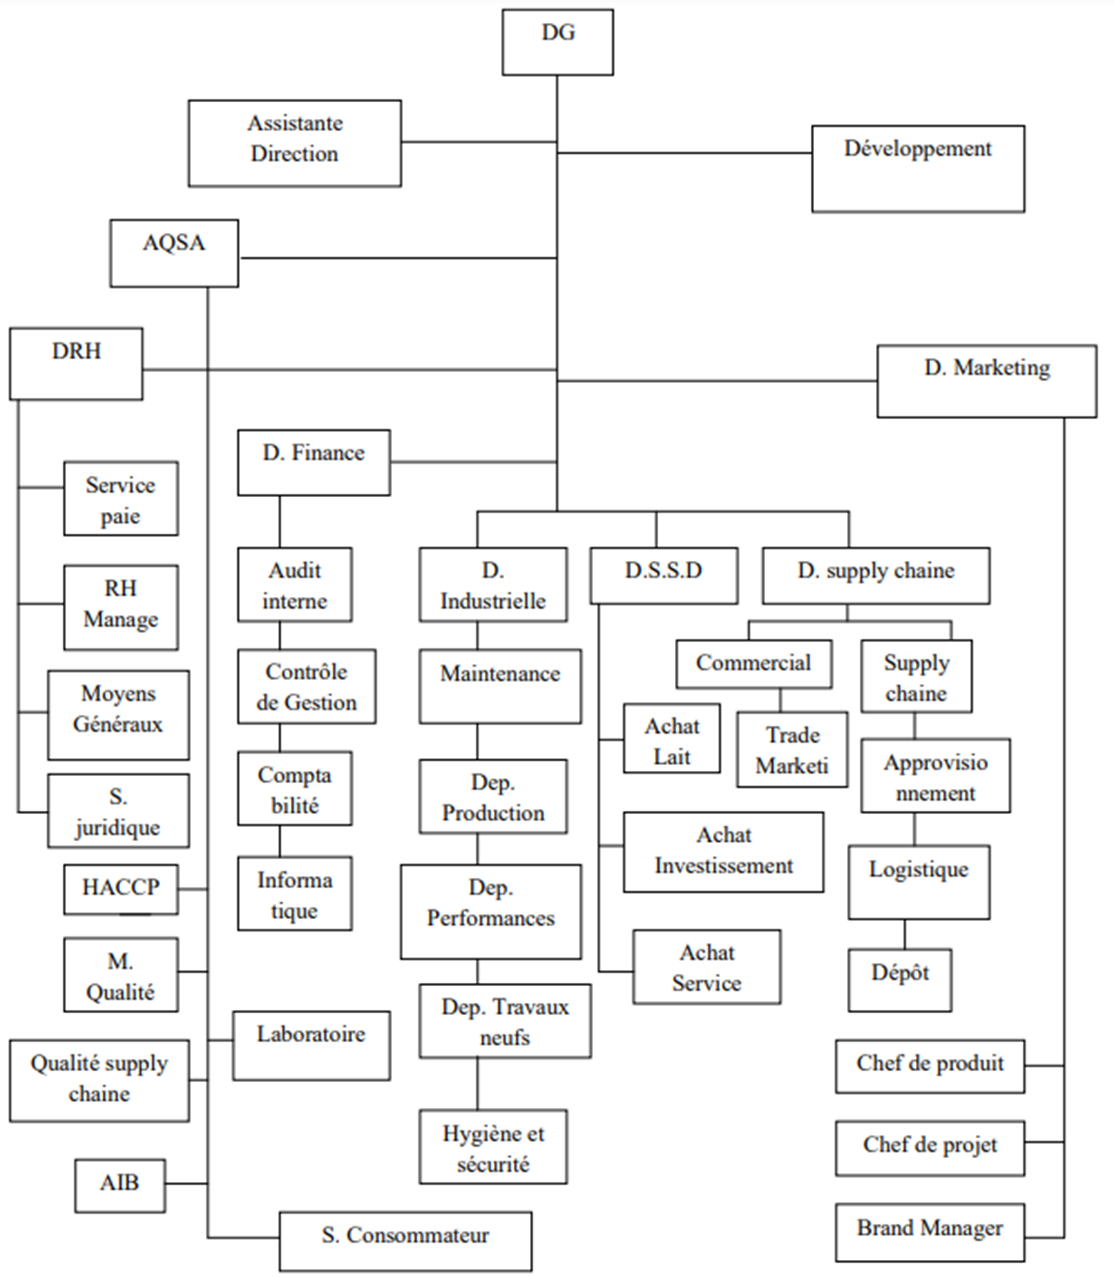 DG
Assistante
Direction
Développement
AQSA
DRH
D. Marketing
D. Finance
Service
paie
RH
Manage
Moyens
Généraux
S.
juridique
HACCP
M.
Qualité
Qualité supply
chaine
AIB
Laboratoire
S. Consommateur
Audit
interne
Contrôle
de Gestion
Compta
bilité
Informa
tique
D.
Industrielle
Maintenance
Dep.
Production
Dep.
Performances
Dep. Travaux
neufs
Hygiène et
sécurité
D.S.S.D
Achat
Lait
Achat
Investissement
Achat
Service
D. supply chaine
Commercial
Trade
Marketi
Supply
chaine
Approvisio
nnement
Logistique
Dépôt
Chef de produit
Chef de projet
Brand Manager